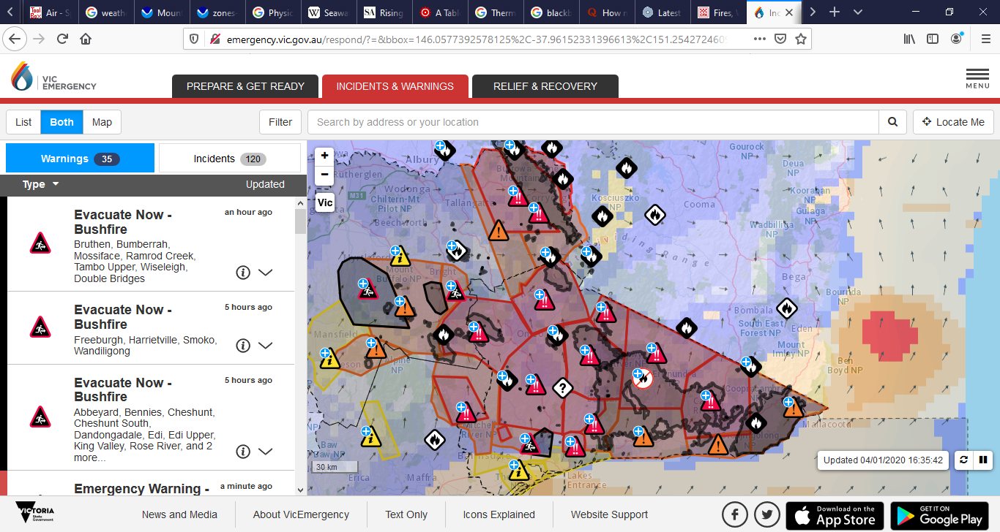 Air - S
weath
Mount
zones-
Physic
Seawa
Rising
A Tabl
Therm
blackb
How n
Latest
Fires, V
Inc
emergency.vic.gov.au/respond/?=&bbox=146.0577392578125%2C-37.96152331396613%2C151.254272460
VIC
EMERGENCY
PREPARE & GET READY
INCIDENTS & WARNINGS
RELIEF & RECOVERY
MENU
List
Both
Map
Filter
Search by address or your location
Locate Me
Warnings 35
Incidents 120
Type
Updated
Evacuate Now -
Bushfire
an hour ago
Bruthen, Bumberrah,
Mossiface, Ramrod Creek,
Tambo Upper, Wiseleigh,
Double Bridges
Evacuate Now -
Bushfire
5 hours ago
Freeburgh, Harrietville, Smoko,
Wandiligong
Evacuate Now -
Bushfire
5 hours ago
Abbeyard, Bennies, Cheshunt,
Cheshunt South,
Dandongadale, Edi, Edi Upper,
King Valley, Rose River, and 2
more...
Emergency Warning -
a minute ago
+
−
Vic
Albury
Rutherglen
Wodonga
M31
Chiltern-Mt
Pilot NP
Beechworth
Kosciuszko
NP
Cooma
Gourock
NP
Deua
NP
Wadbilliga
NP
Gulaga
NP
Bega
Bournda
NP
Bombala
South East
Forest NP
Eden
Mount
Imlay NP
Ben
Boyd NP
Bright
Mansfield
Alpine
NP
Mallacoota
Baw
Baw NP
Erica
Maffra
Lakes
Entrance
30 km
Updated 04/01/2020 16:35:42
VICTORIA
State
Government
News and Media
About VicEmergency
Text Only
Icons Explained
Website Support
Download on the
App Store
GET IT ON
Google Play